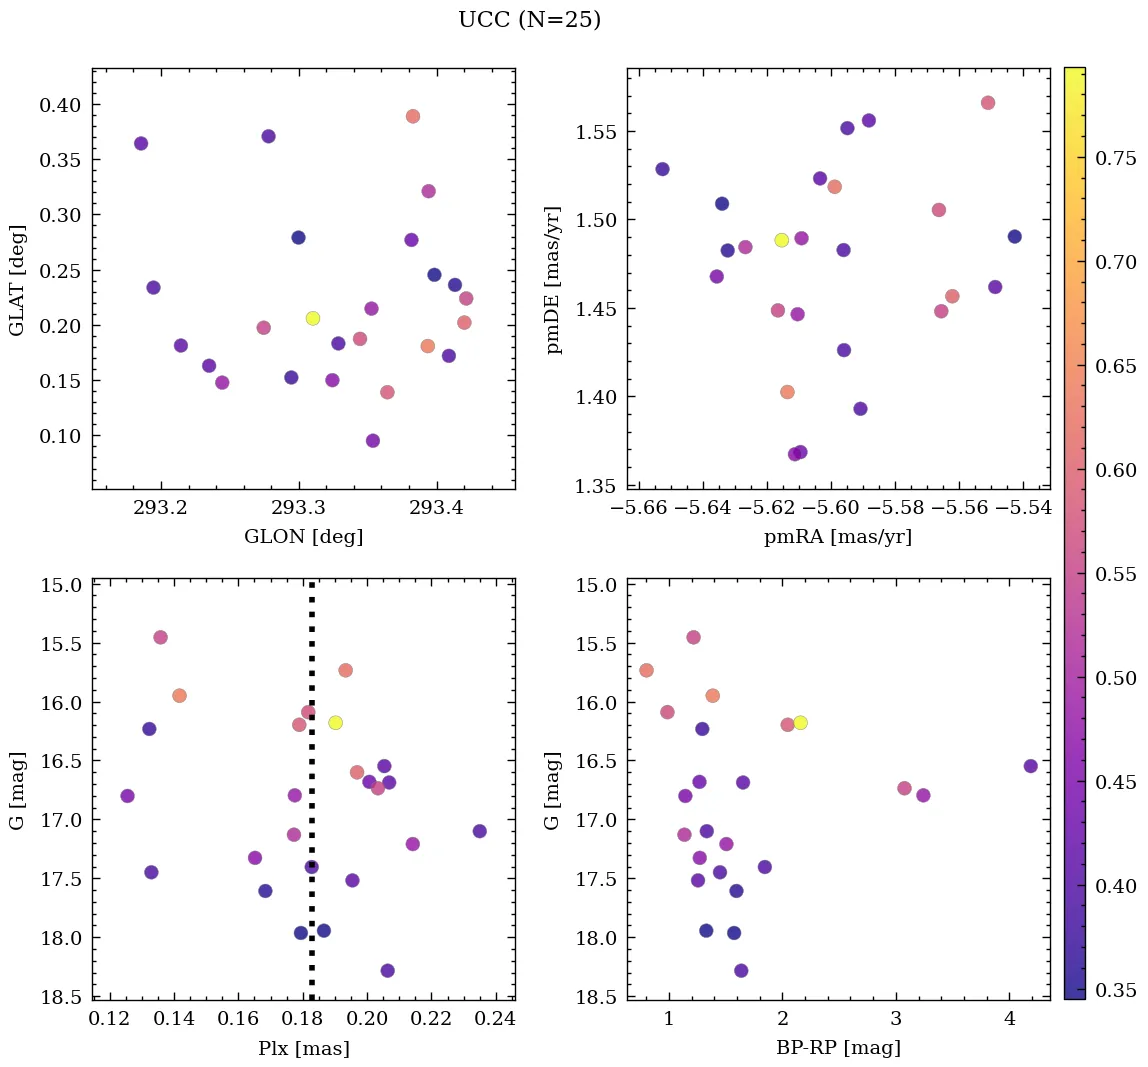 UCC (N=25)
0.40
0.35
0.30
0.25
0.20
0.15
0.10
GLAT [deg]
293.2 293.3 293.4
GLON [deg]
1.55
1.50
1.45
1.40
1.35
pmDE [mas/yr]
−5.66 −5.64 −5.62 −5.60 −5.58 −5.56 −5.54
pmRA [mas/yr]
15.0
15.5
16.0
16.5
17.0
17.5
18.0
18.5
G [mag]
0.12 0.14 0.16 0.18 0.20 0.22 0.24
Plx [mas]
15.0
15.5
16.0
16.5
17.0
17.5
18.0
18.5
G [mag]
1 2 3 4
BP-RP [mag]
0.75
0.70
0.65
0.60
0.55
0.50
0.45
0.40
0.35